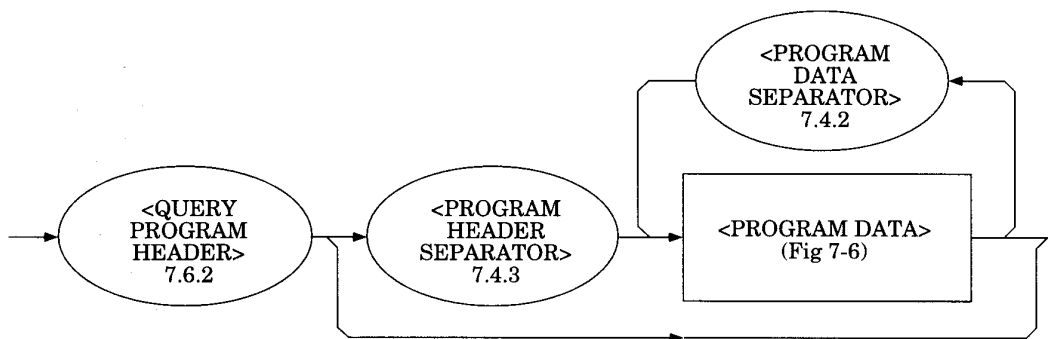 <PROGRAM
DATA
SEPARATOR>
7.4.2
<QUERY
PROGRAM
HEADER>
7.6.2
<PROGRAM
HEADER
SEPARATOR>
7.4.3
<PROGRAM DATA>
(Fig 7-6)